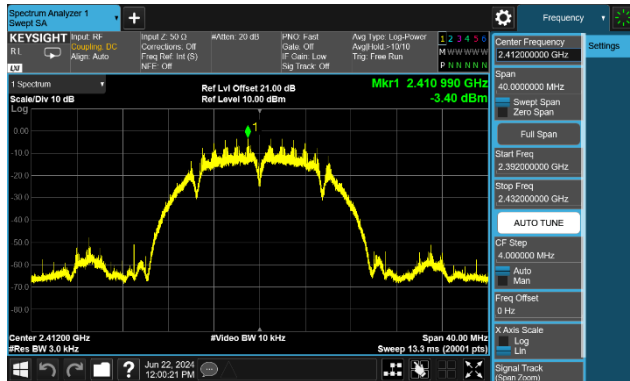 Spectrum Analyzer 1
Swept SA
+
Frequency
KEYSIGHT
Input: RF
Coupling: DC
Align: Auto
Input Z: 50 Ω
Corrections: Off
Freq Ref: Int (S)
NFE: Off
#Atten: 20 dB
PNO: Fast
Gate: Off
IF Gain: Low
Sig Track: Off
Avg Type: Log-Power
Avg|Hold:>10/10
Trig: Free Run
1 2 3 4 5 6
M W W W W W
P N N N N N
RL
LXI
1 Spectrum
Scale/Div 10 dB
Log
Ref Lvl Offset 21.00 dB
Ref Level 10.00 dBm
Mkr1 2.410 990 GHz
-3.40 dBm
1
0.00
-10.0
-20.0
-30.0
-40.0
-50.0
-60.0
-70.0
-80.0
Center 2.41200 GHz
#Res BW 3.0 kHz
#Video BW 10 kHz
Span 40.00 MHz
Sweep 13.3 ms (20001 pts)
Center Frequency
2.412000000 GHz
Settings
Span
40.0000000 MHz
Swept Span
Zero Span
Full Span
Start Freq
2.392000000 GHz
Stop Freq
2.432000000 GHz
AUTO TUNE
CF Step
4.000000 MHz
Auto
Man
Freq Offset
0 Hz
X Axis Scale
Log
Lin
Signal Track
(Span Zoom)
?
Jun 22, 2024
12:00:21 PM